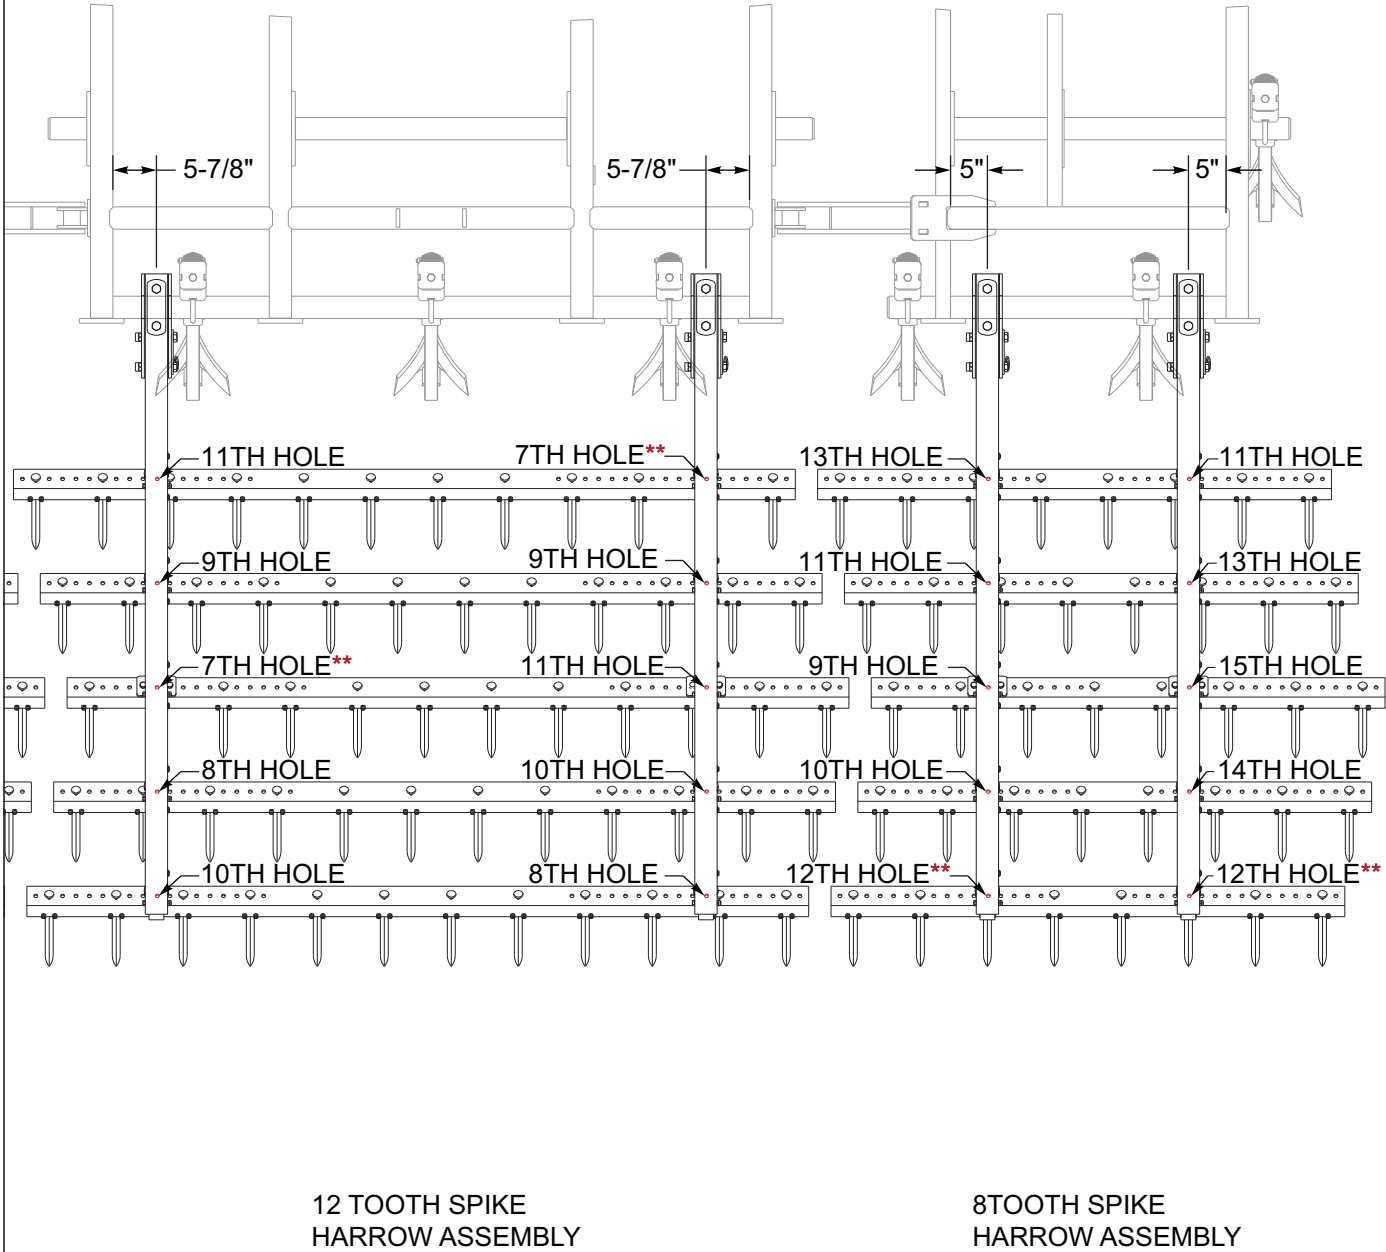 5-7/8" 5-7/8" 5" 5"
11TH HOLE 7TH HOLE** 13TH HOLE 11TH HOLE
9TH HOLE 9TH HOLE 11TH HOLE 13TH HOLE
7TH HOLE** 11TH HOLE 9TH HOLE 15TH HOLE
8TH HOLE 10TH HOLE 10TH HOLE 14TH HOLE
10TH HOLE 8TH HOLE 12TH HOLE** 12TH HOLE**
12 TOOTH SPIKE
HARROW ASSEMBLY
8TOOTH SPIKE
HARROW ASSEMBLY